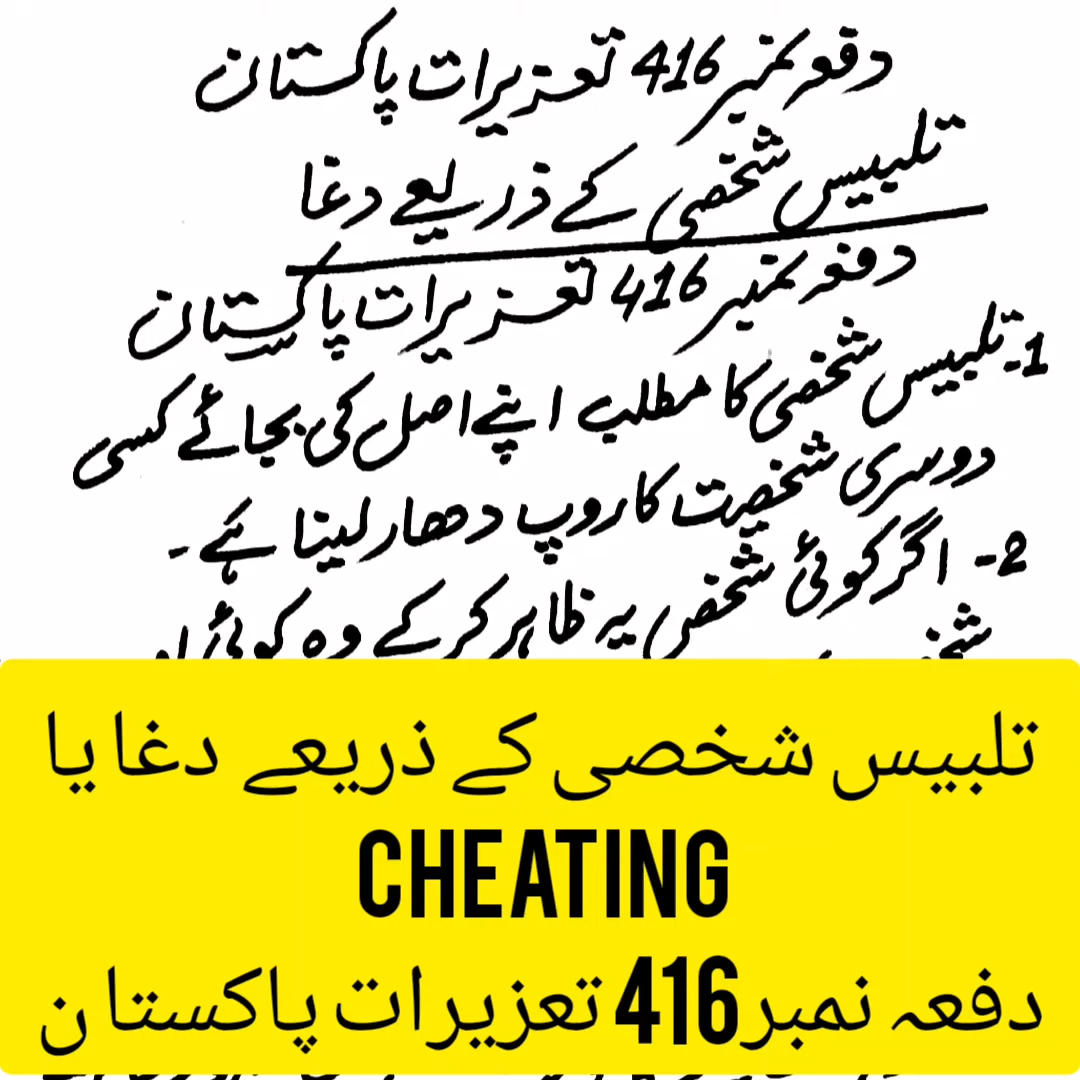 دفعہ نمبر 416 تعزیرات پاکستان
تلبیس شخصی کے ذریعے دغا
دفعہ نمبر 416 تعزیرات پاکستان
1- تلبیس شخصی کا مطلب اپنے اصل کی بجائے کسی
دوسری شخصیت کا روپ دھار لینا ہے۔
2- اگر کوئی شخص یہ ظاہر کرکے وہ کوئی
تلبیس شخصی کے ذریعے دغا یا
CHEATING
دفعہ نمبر 416 تعزیرات پاکستان